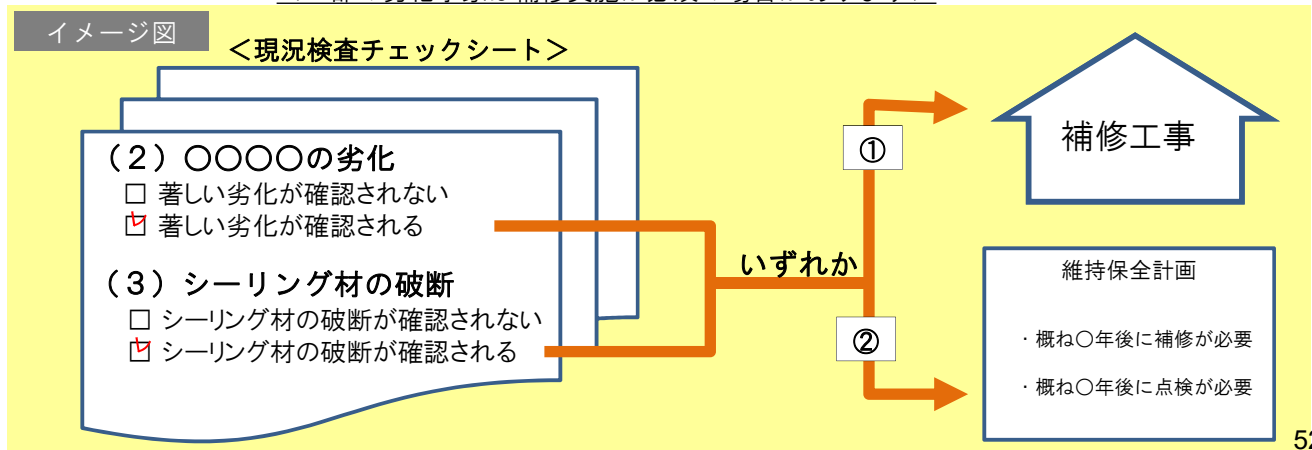 イメージ図
＜現況検査チェックシート＞
（２）〇〇〇〇の劣化
□ 著しい劣化が確認されない
☑ 著しい劣化が確認される
（３）シーリング材の破断
□ シーリング材の破断が確認されない
☑ シーリング材の破断が確認される
いずれか
①
②
補修工事
維持保全計画
・概ね〇年後に補修が必要
・概ね〇年後に点検が必要